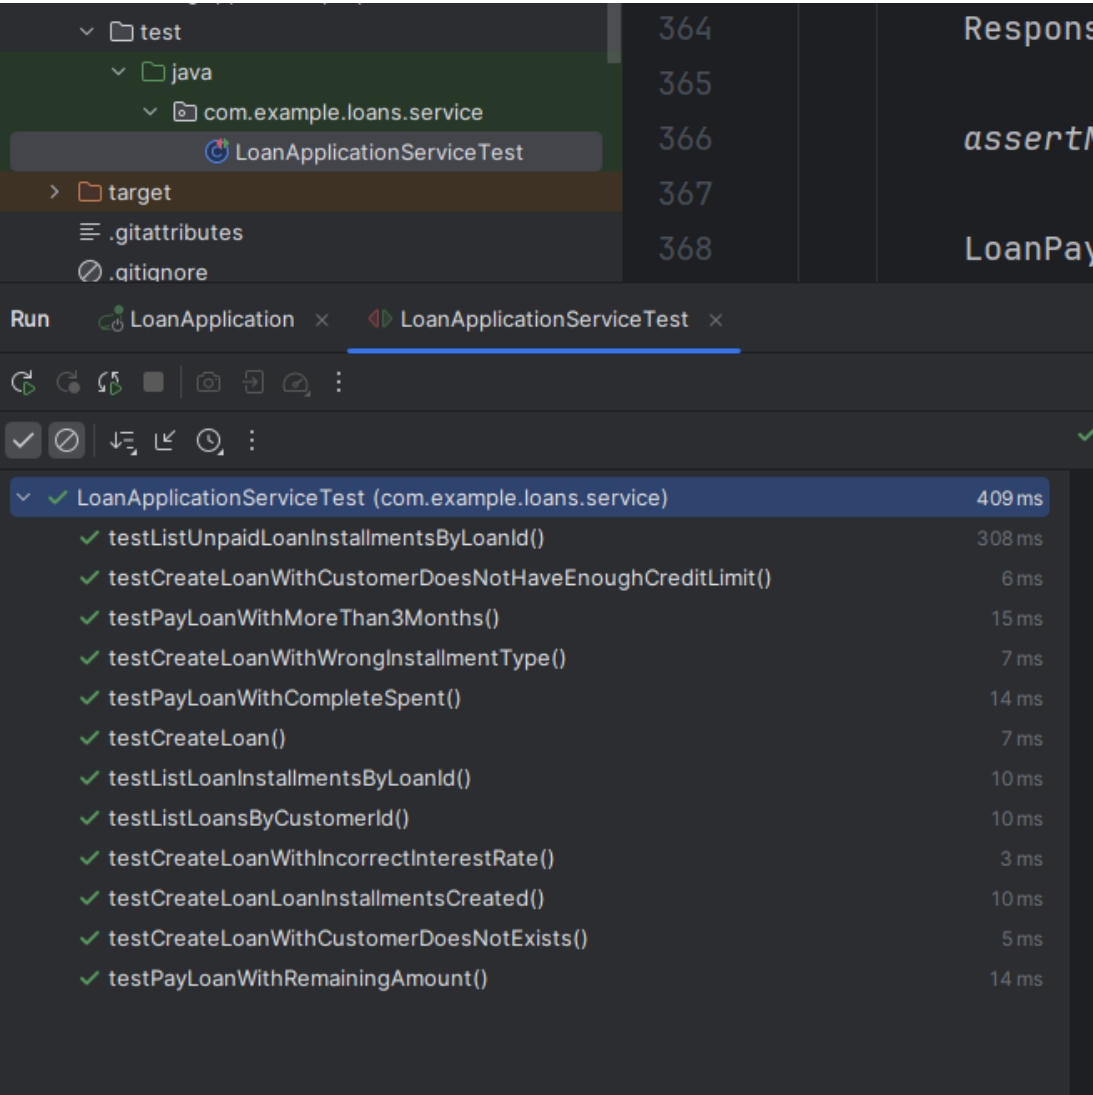 test
java
com.example.loans.service
LoanApplicationServiceTest
target
.gitattributes
.gitignore
364 Respons
365
366 assert
367
368 LoanPay
Run LoanApplication LoanApplicationServiceTest
LoanApplicationServiceTest (com.example.loans.service) 409 ms
testListUnpaidLoanInstallmentsByLoanId() 308 ms
testCreateLoanWithCustomerDoesNotHaveEnoughCreditLimit() 6 ms
testPayLoanWithMoreThan3Months() 15 ms
testCreateLoanWithWrongInstallmentType() 7 ms
testPayLoanWithCompleteSpent() 14 ms
testCreateLoan() 7 ms
testListLoanInstallmentsByLoanId() 10 ms
testListLoansByCustomerId() 10 ms
testCreateLoanWithIncorrectInterestRate() 3 ms
testCreateLoanLoanInstallmentsCreated() 10 ms
testCreateLoanWithCustomerDoesNotExists() 5 ms
testPayLoanWithRemainingAmount() 14 ms